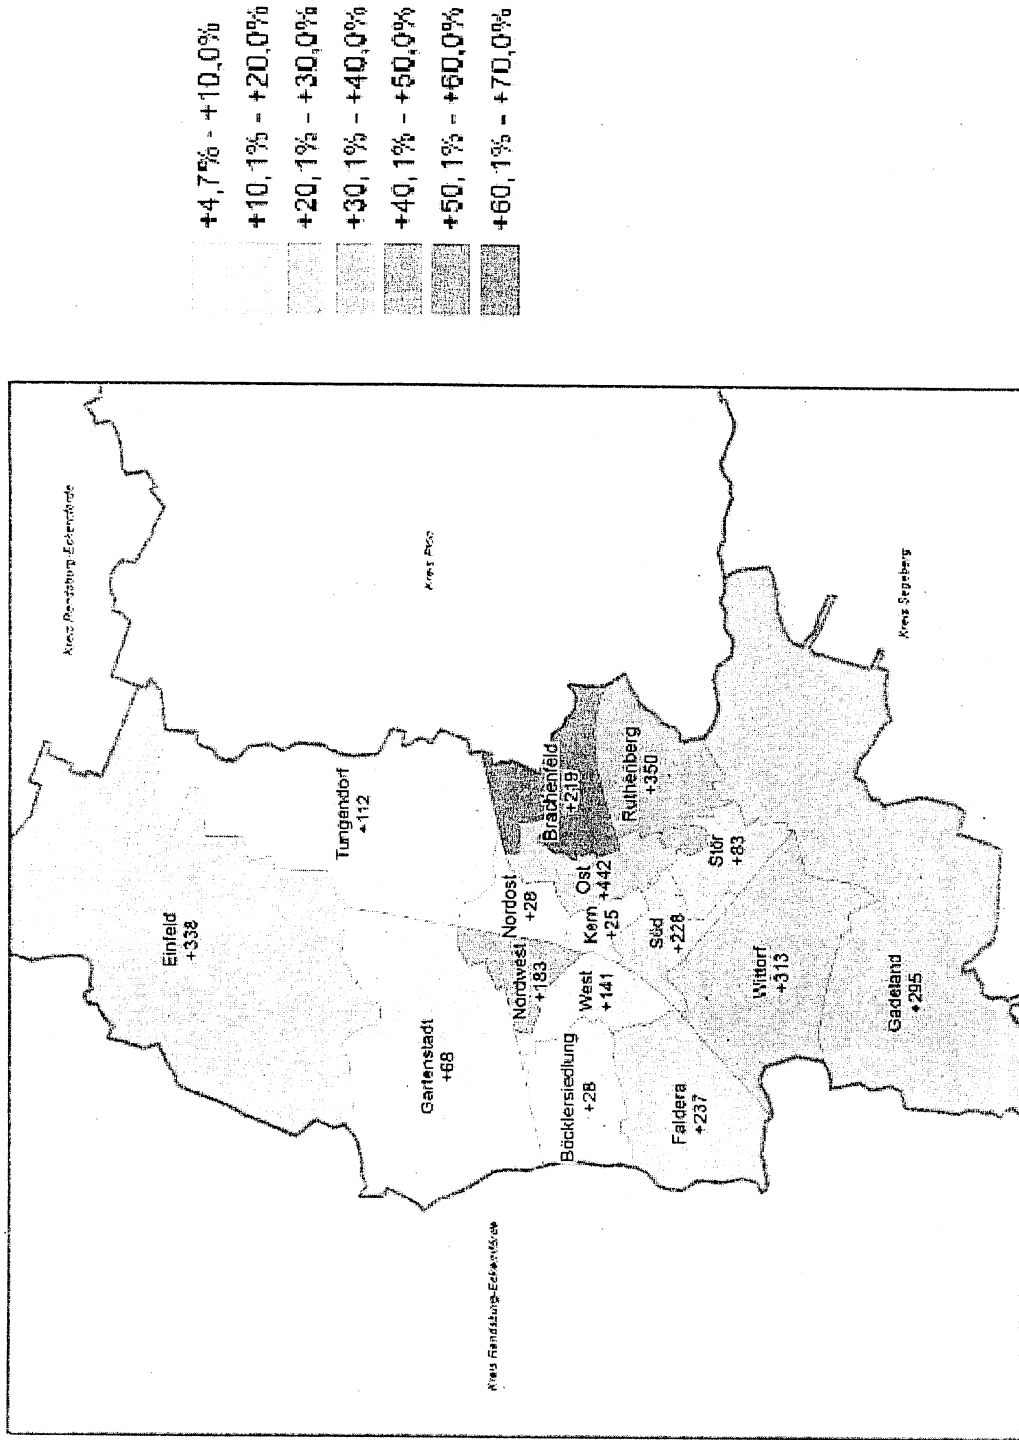 +4,7% - +10,0%
+10,1% - +20,0%
+20,1% - +30,0%
+30,1% - +40,0%
+40,1% - +50,0%
+50,1% - +60,0%
+60,1% - +70,0%
Kreis Rendsburg-Eckernförde
Kreis Plön
Kreis Segeberg
Kreis Rendsburg-Eckernförde
Einfeld
+338
Tungendorf
+112
Gartenstadt
+68
Nordwest
+183
Nordost
+28
Brachenfeld
+219
Ruthenberg
+350
Ost
+442
Kern
+25
West
+141
Böcklersiedlung
+28
Süd
+228
Stör
+83
Faldera
+237
Wittorf
+313
Gadeland
+295